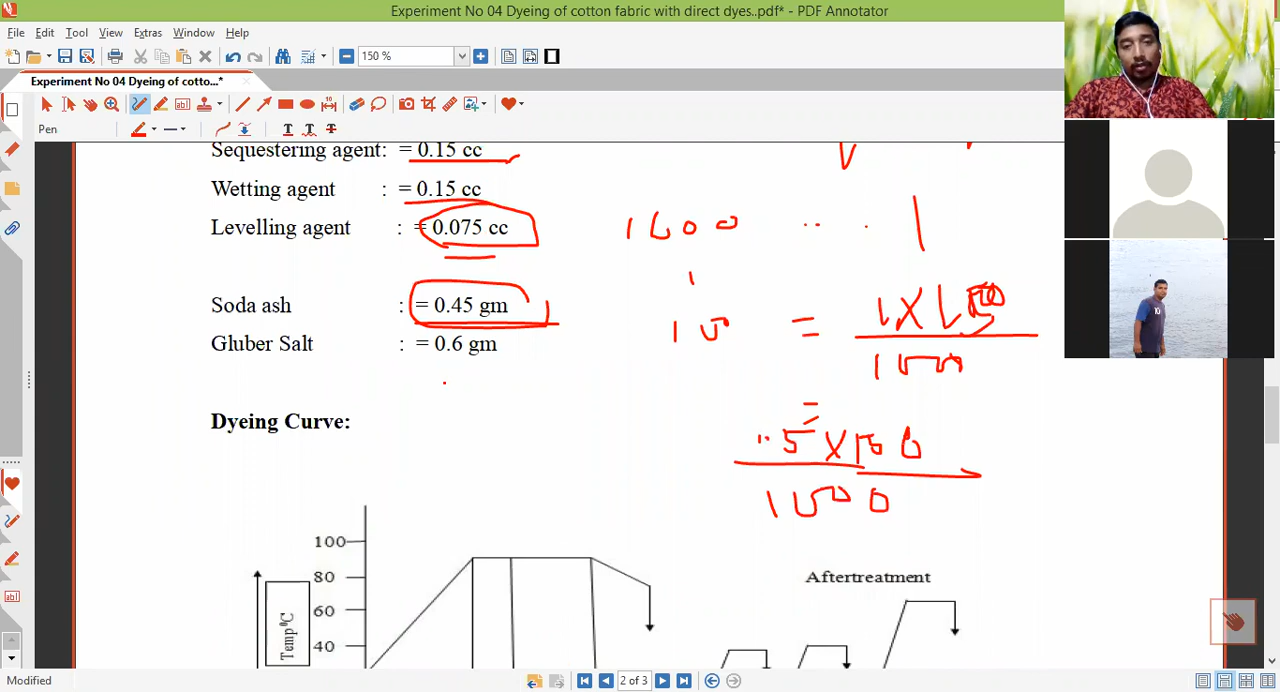 Experiment No 04 Dyeing of cotton fabric with direct dyes..pdf* - PDF Annotator
File Edit Tool View Extras Window Help
150 %
Experiment No 04 Dyeing of cotto...*
Pen
Sequestering agent: = 0.15 cc
Wetting agent : = 0.15 cc
Levelling agent : = 0.075 cc
Soda ash : = 0.45 gm
Gluber Salt : = 0.6 gm
Dyeing Curve:
100
80
60
40
Temp °C
Aftertreatment
1000 .. . 1
=
=
Modified
2 of 3